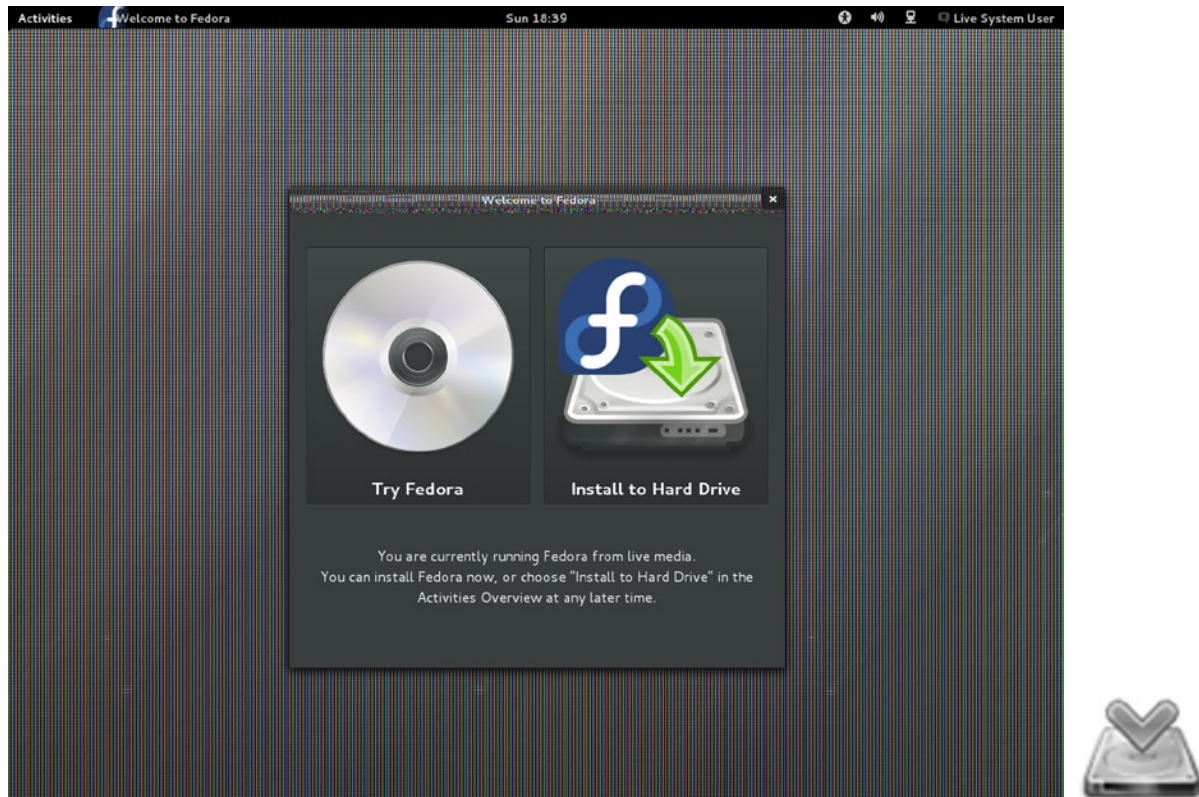 Activities Welcome to Fedora Sun 18:39 Live System User
Welcome to Fedora
Try Fedora Install to Hard Drive
You are currently running Fedora from live media.
You can install Fedora now, or choose "Install to Hard Drive" in the
Activities Overview at any later time.